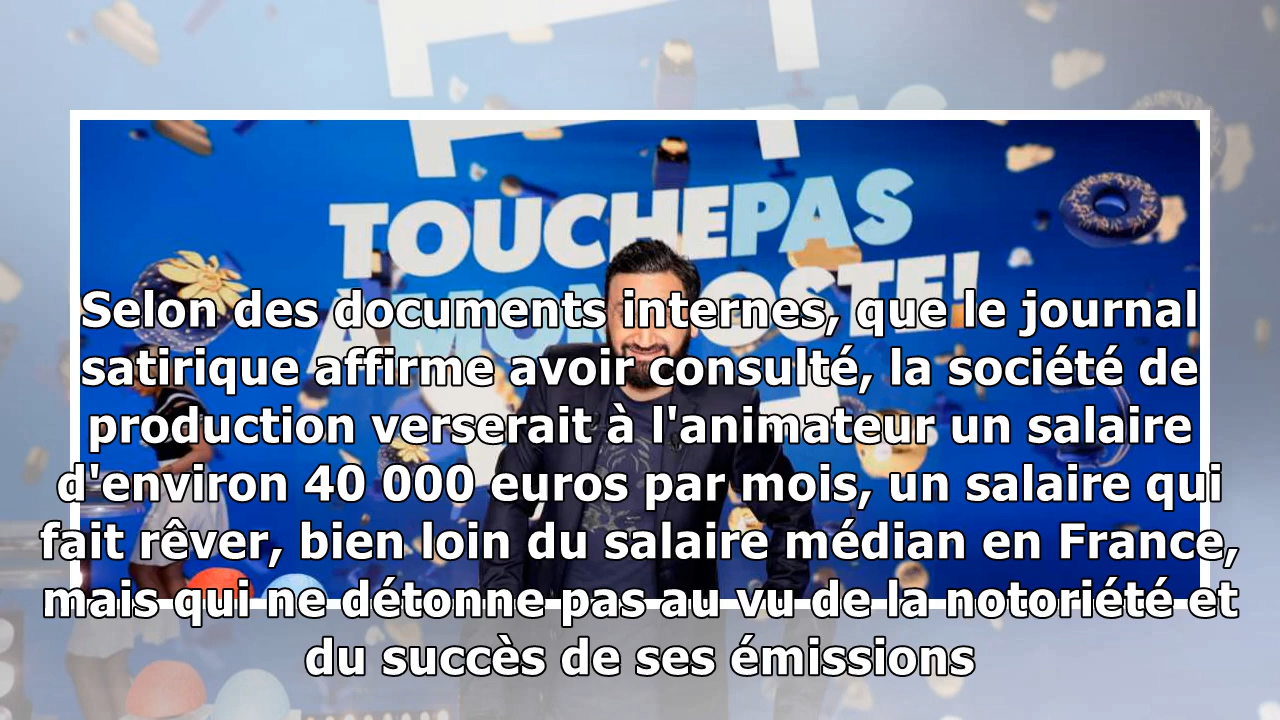 TOUCHE PAS
À MON POSTE!
Selon des documents internes, que le journal
satirique affirme avoir consulté, la société de
production verserait à l'animateur un salaire
d'environ 40 000 euros par mois, un salaire qui
fait rêver, bien loin du salaire médian en France,
mais qui ne détonne pas au vu de la notoriété et
du succès de ses émissions